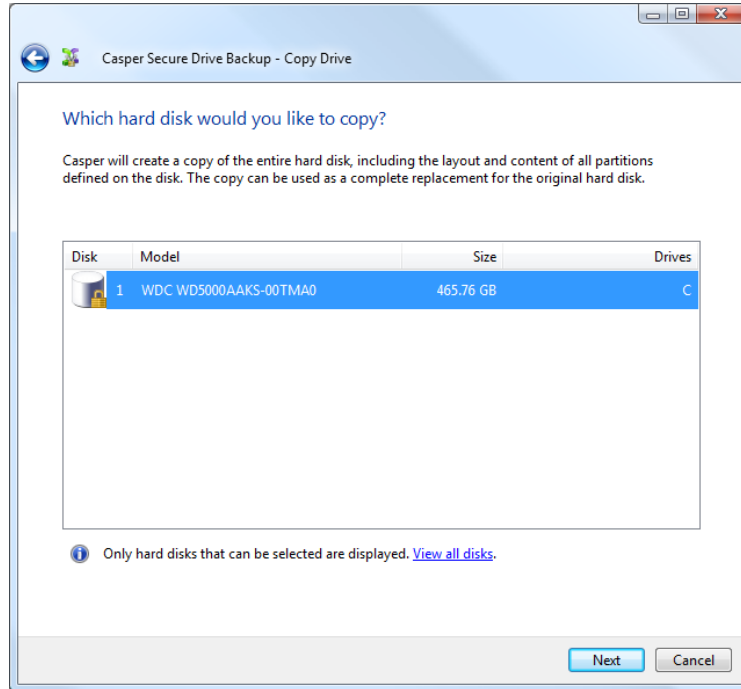 Casper Secure Drive Backup - Copy Drive
Which hard disk would you like to copy?
Casper will create a copy of the entire hard disk, including the layout and content of all partitions
defined on the disk. The copy can be used as a complete replacement for the original hard disk.
Disk Model Size Drives
1 WDC WD5000AAKS-00TMA0 465.76 GB C
Only hard disks that can be selected are displayed. View all disks.
Next Cancel